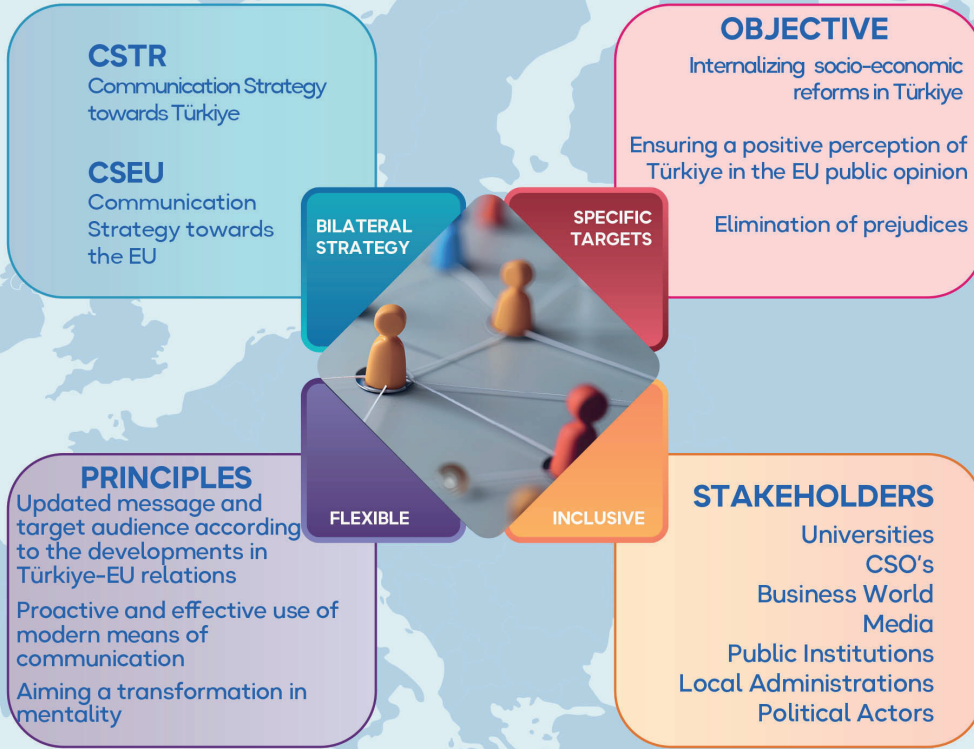 CSTR
Communication Strategy
towards Türkiye
CSEU
Communication
Strategy towards
the EU
OBJECTIVE
Internalizing socio-economic
reforms in Türkiye
Ensuring a positive perception of
Türkiye in the EU public opinion
Elimination of prejudices
BILATERAL
STRATEGY
SPECIFIC
TARGETS
FLEXIBLE
INCLUSIVE
PRINCIPLES
Updated message and
target audience according
to the developments in
Türkiye-EU relations
Proactive and effective use of
modern means of
communication
Aiming a transformation in
mentality
STAKEHOLDERS
Universities
CSO's
Business World
Media
Public Institutions
Local Administrations
Political Actors